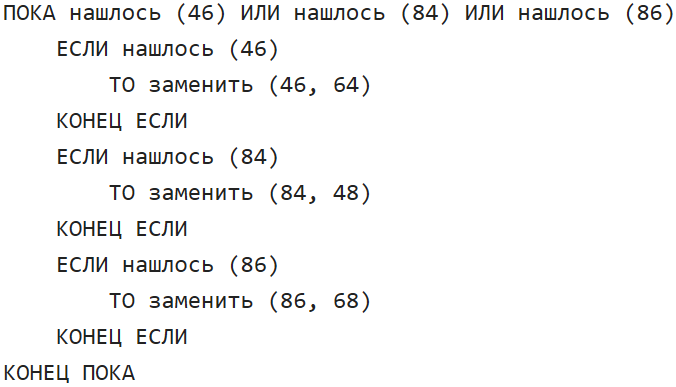 ПОКА нашлось (46) ИЛИ нашлось (84) ИЛИ нашлось (86)
ЕСЛИ нашлось (46)
ТО заменить (46, 64)
КОНЕЦ ЕСЛИ
ЕСЛИ нашлось (84)
ТО заменить (84, 48)
КОНЕЦ ЕСЛИ
ЕСЛИ нашлось (86)
ТО заменить (86, 68)
КОНЕЦ ЕСЛИ
КОНЕЦ ПОКА